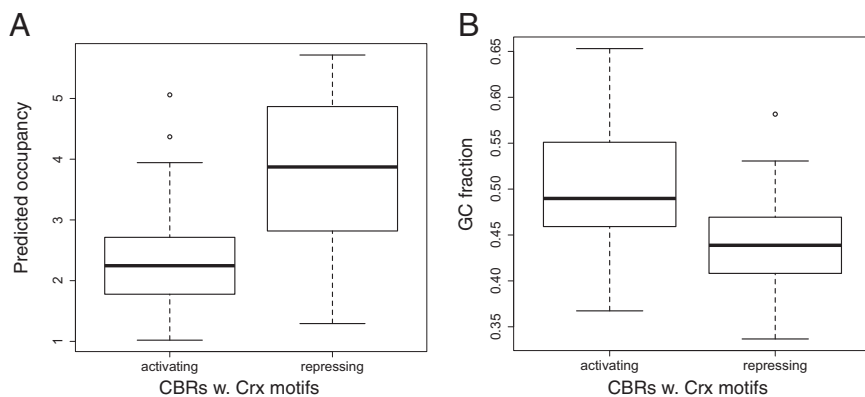 A
Predicted occupancy
5
4
3
2
1
activating
repressing
CBRs w. Crx motifs
B
GC fraction
0.65
0.60
0.55
0.50
0.45
0.40
0.35
activating
repressing
CBRs w. Crx motifs